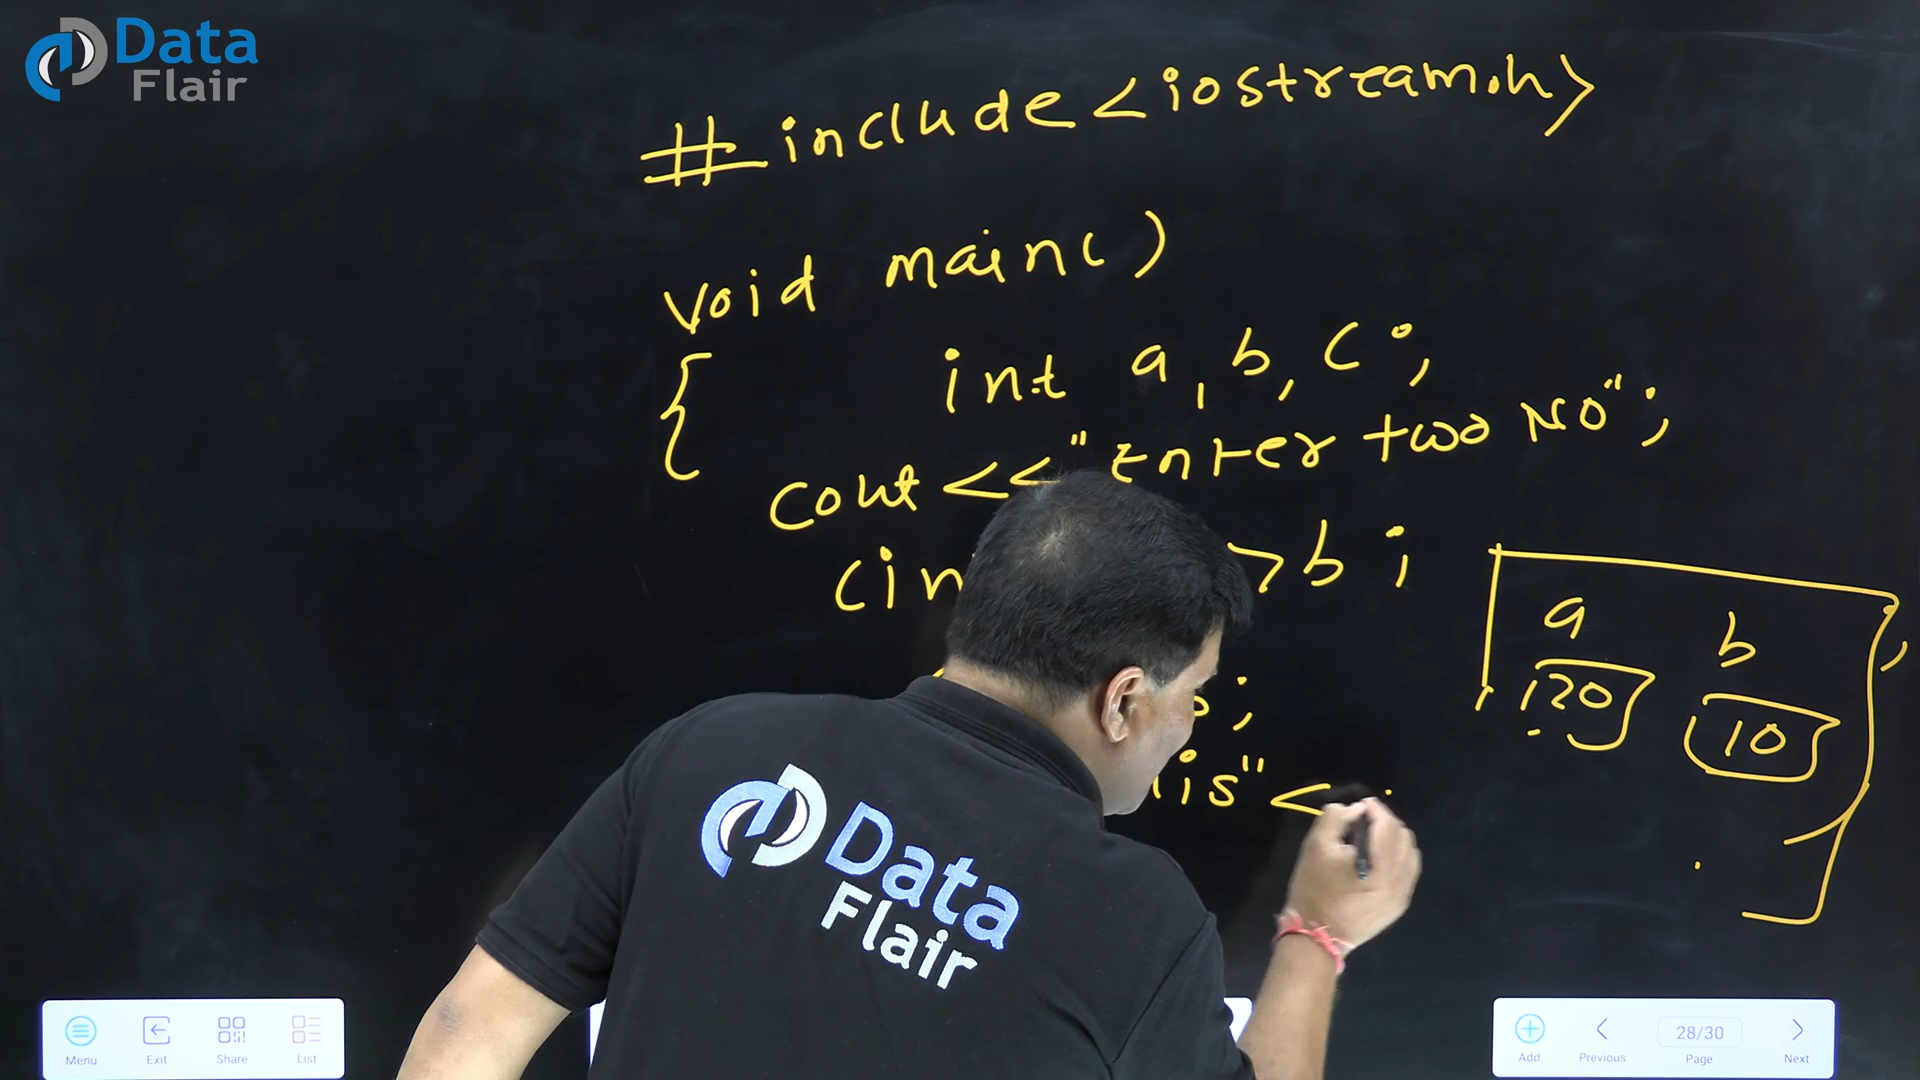 Data
Flair
#include<iostream.h>
void main()
{ int a,b,c;
cout<<"Enter two No";
cin >b;
;
is"<
a b
120 10
Data
Flair
Menu Exit Share List
Add Previous 28/30 Page Next